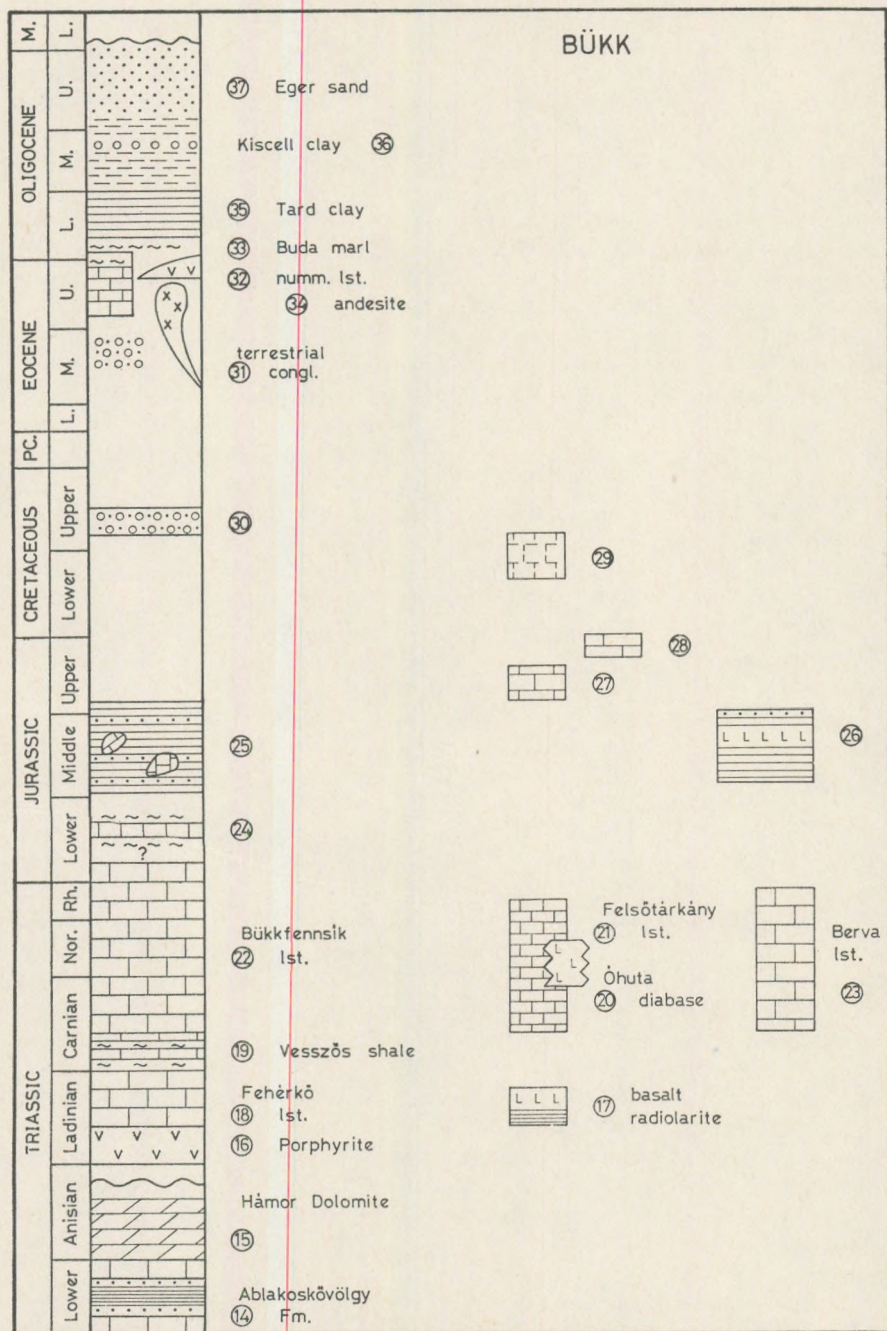 BÜKK
M.
L.
OLIGOCENE
U.
M.
L.
EOCENE
U.
M.
L.
PC.
CRETACEOUS
Upper
Lower
JURASSIC
Upper
Middle
Lower
TRIASSIC
Rh.
Nor.
Carnian
Ladinian
Anisian
Lower
37 Eger sand
Kiscell clay 36
35 Tard clay
33 Buda marl
32 numm. lst.
34 andesite
terrestrial
31 congl.
30
29
28
27
25
26
24
?
Bükkfennsik
22 lst.
Felsőtárkány
21 lst.
Óhuta
20 diabase
Berva
lst.
23
19 Vesszős shale
Fehérkő
18 lst.
16 Porphyrite
17 basalt
radiolarite
Hámor Dolomite
15
Ablakoskővölgy
14 Fm.